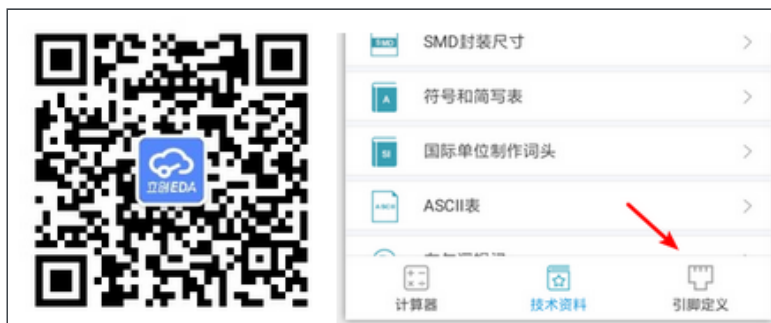 立创EDA
SMD
SMD封装尺寸
A
符号和简写表
SI
国际单位制作词头
ASCII
ASCII表
计算器
技术资料
引脚定义